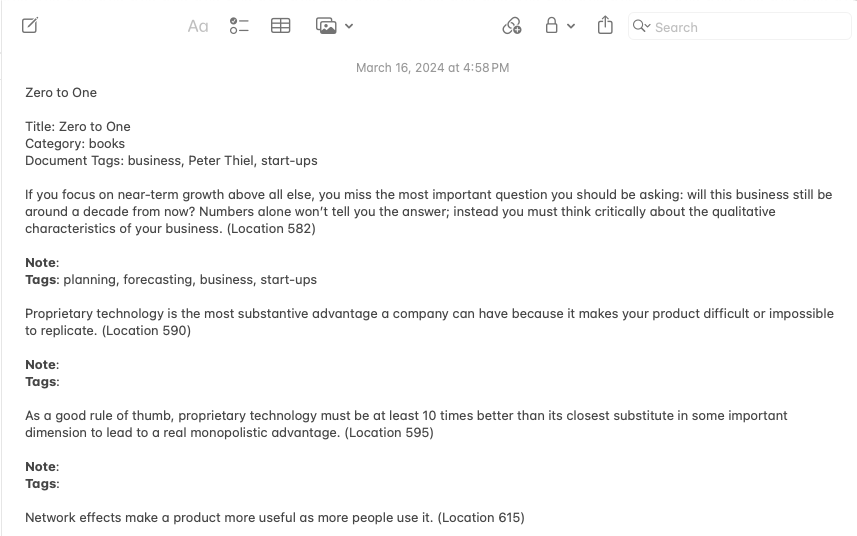 Aa
Search
March 16, 2024 at 4:58 PM
Zero to One
Title: Zero to One
Category: books
Document Tags: business, Peter Thiel, start-ups
If you focus on near-term growth above all else, you miss the most important question you should be asking: will this business still be
around a decade from now? Numbers alone won’t tell you the answer; instead you must think critically about the qualitative
characteristics of your business. (Location 582)
Note:
Tags: planning, forecasting, business, start-ups
Proprietary technology is the most substantive advantage a company can have because it makes your product difficult or impossible
to replicate. (Location 590)
Note:
Tags:
As a good rule of thumb, proprietary technology must be at least 10 times better than its closest substitute in some important
dimension to lead to a real monopolistic advantage. (Location 595)
Note:
Tags:
Network effects make a product more useful as more people use it. (Location 615)